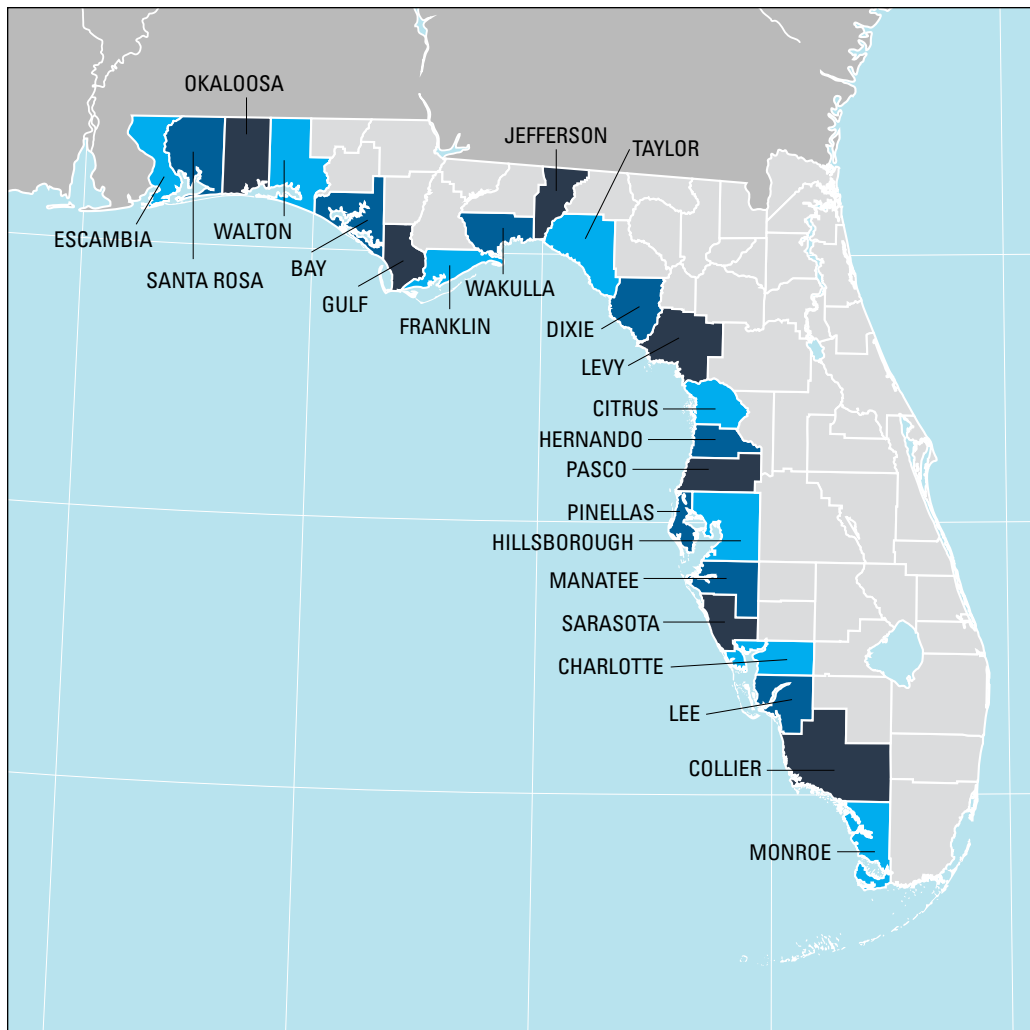 OKALOOSA
JEFFERSON
TAYLOR
ESCAMBIA
WALTON
SANTA ROSA
BAY
GULF
WAKULLA
FRANKLIN
DIXIE
LEVY
CITRUS
HERNANDO
PASCO
PINELLAS
HILLSBOROUGH
MANATEE
SARASOTA
CHARLOTTE
LEE
COLLIER
MONROE